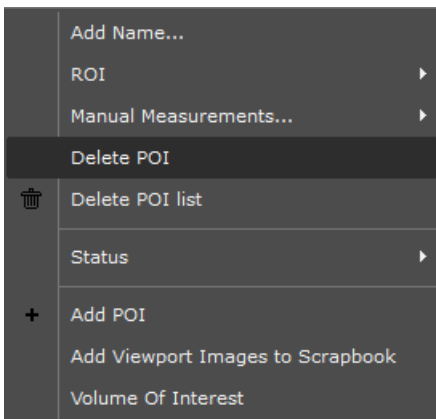 Add Name...
ROI
Manual Measurements...
Delete POI
Delete POI list
Status
Add POI
Add Viewport Images to Scrapbook
Volume Of Interest